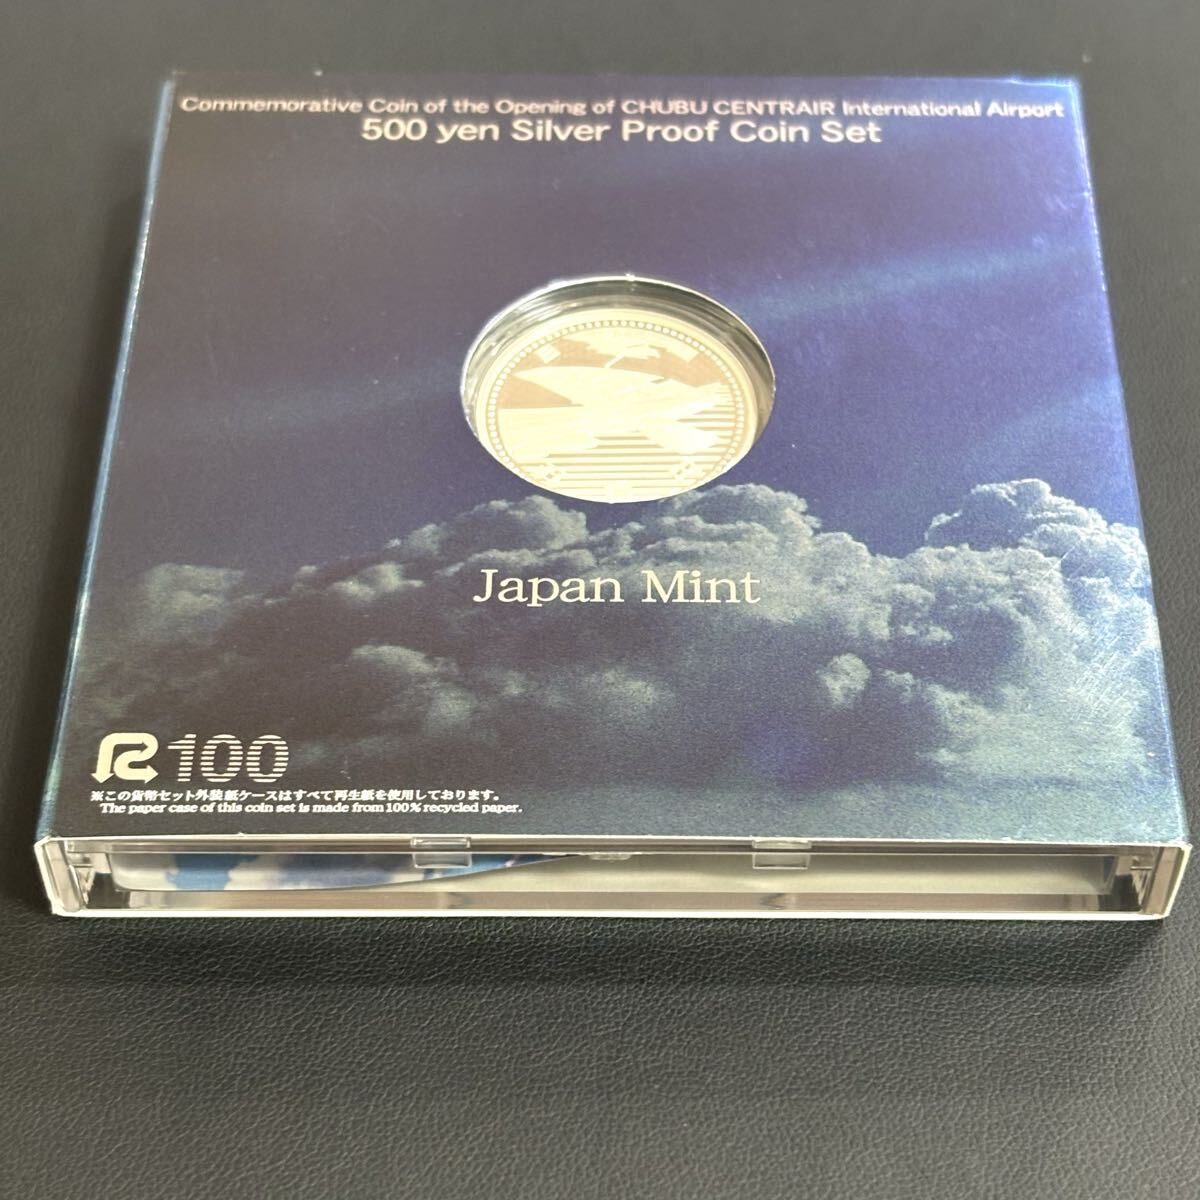 Commemorative Coin of the Opening of CHUBU CENTRAIR International Airport
500 yen Silver Proof Coin Set
Japan Mint
R100
※この貨幣セット外装紙ケースはすべて再生紙を使用しております。
The paper case of this coin set is made from 100% recycled paper.